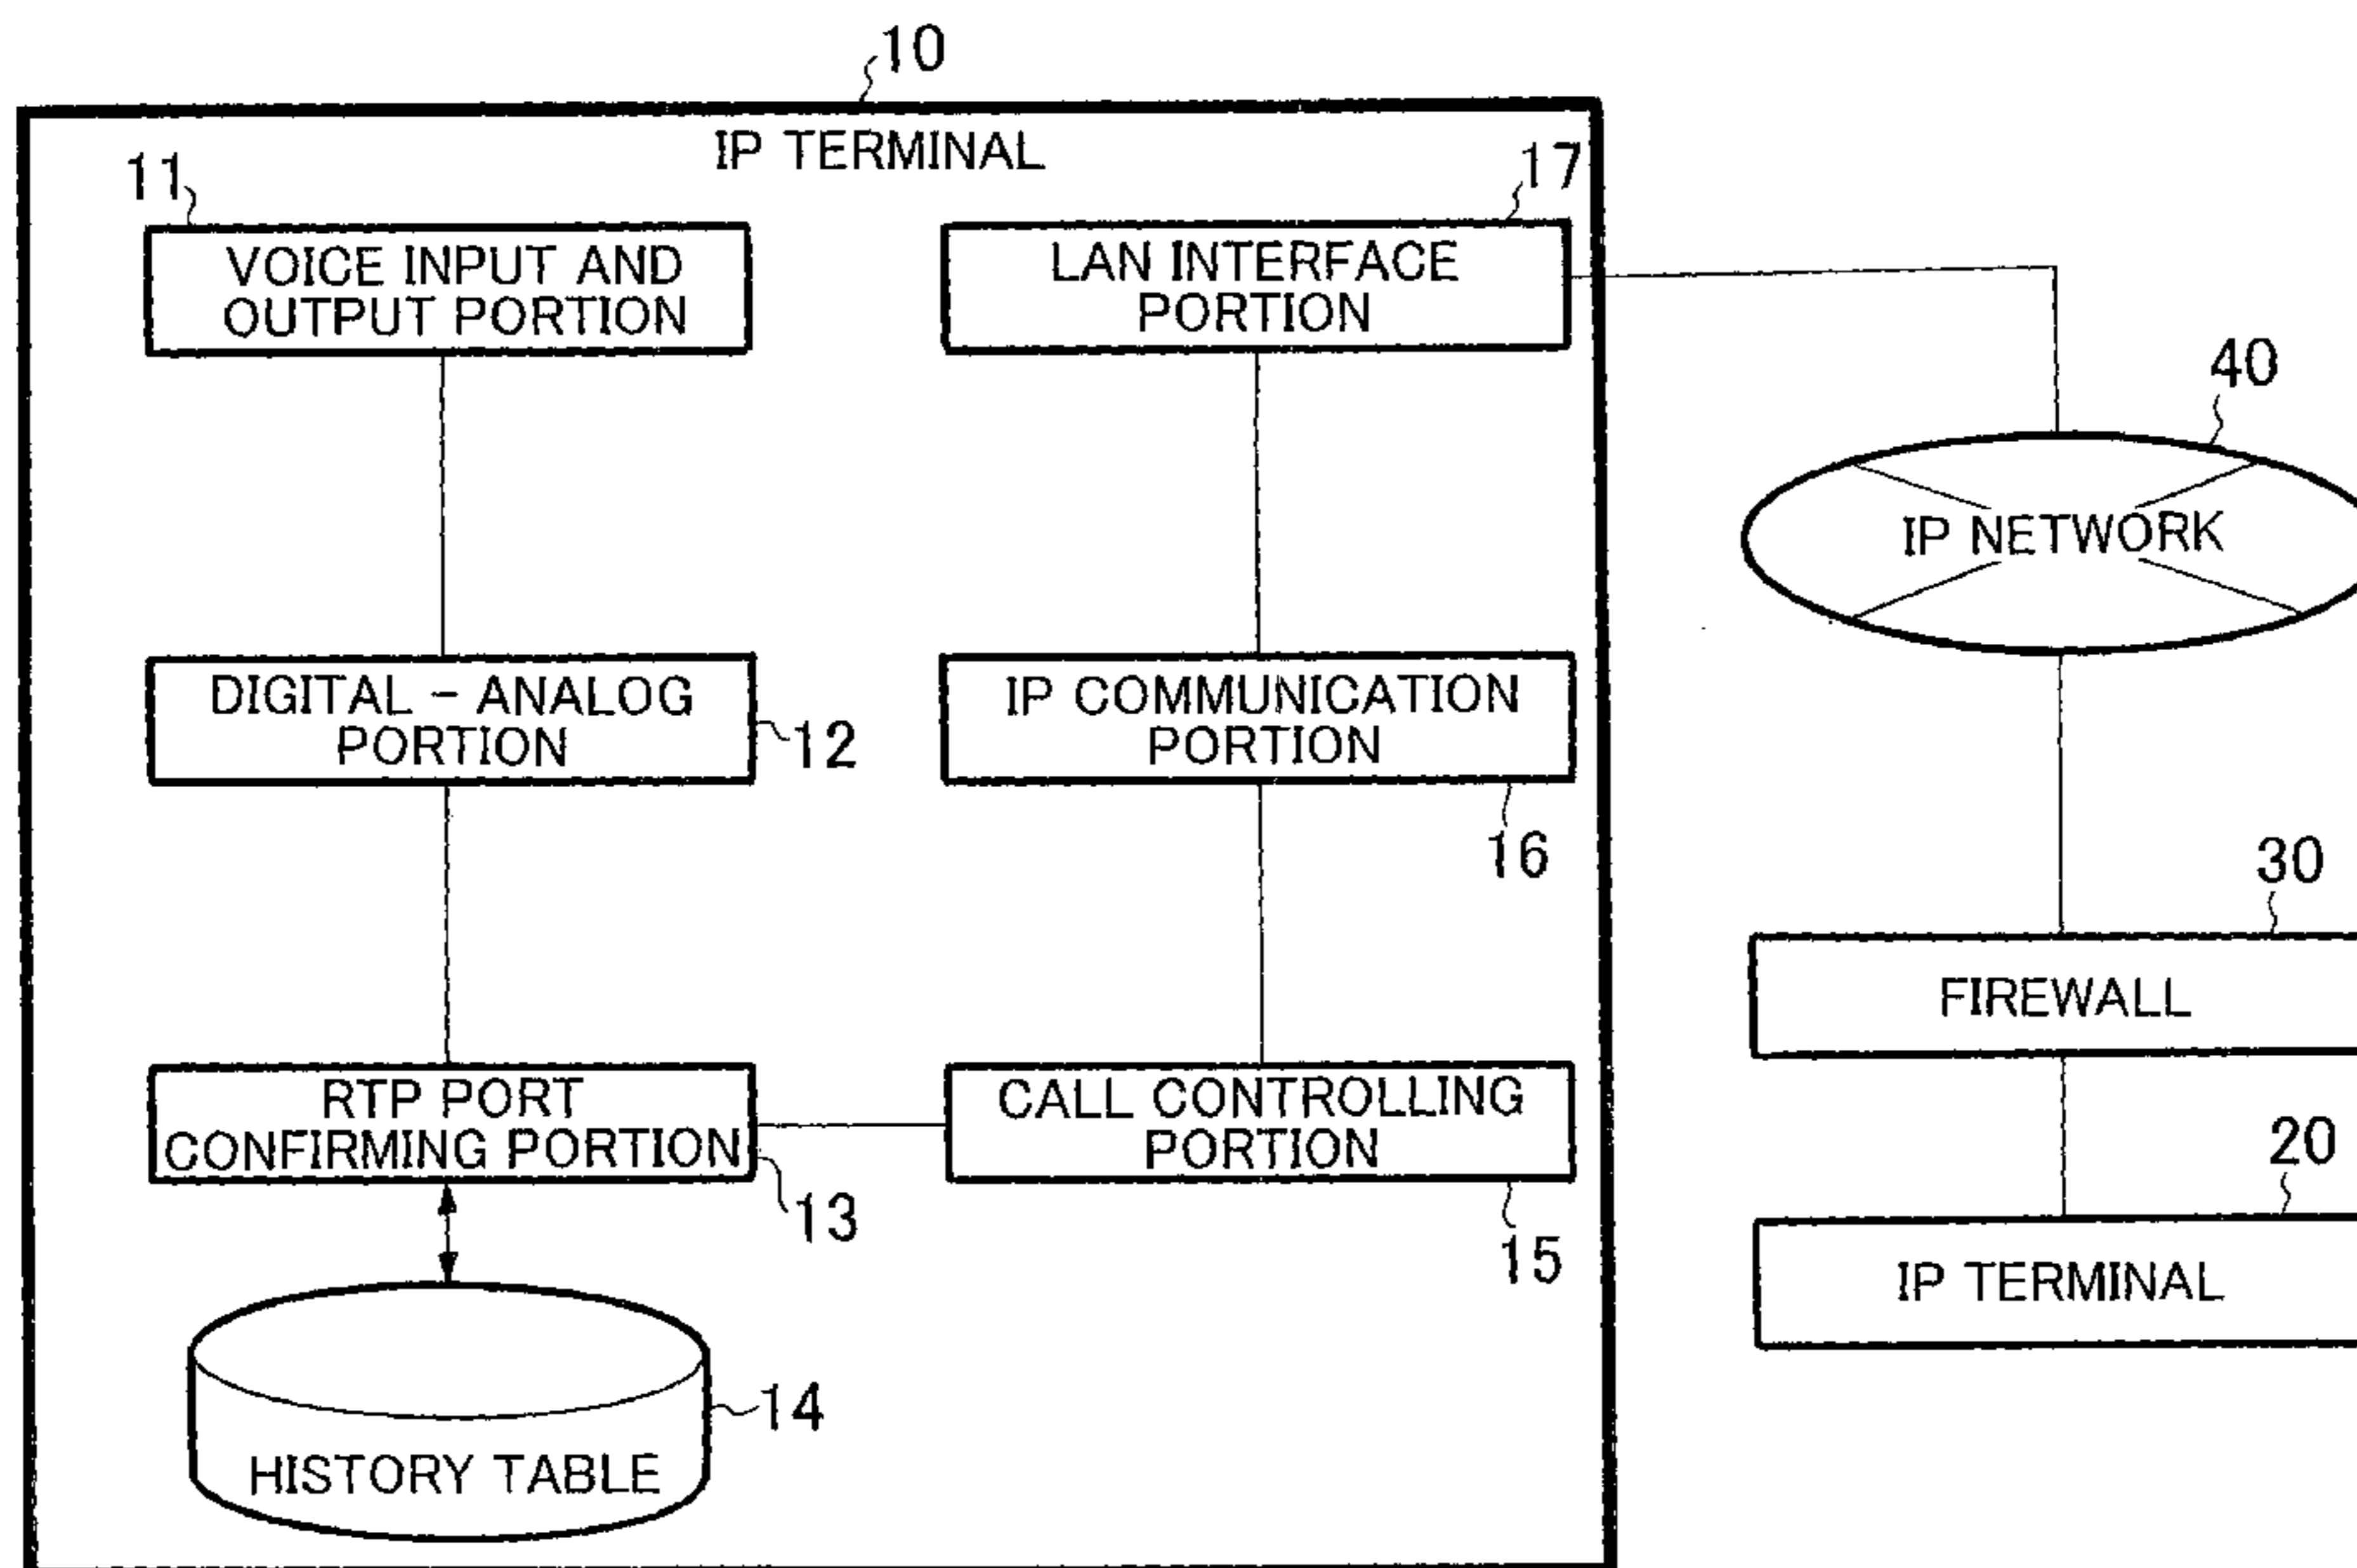 10
IP TERMINAL
11
17
VOICE INPUT AND
OUTPUT PORTION
LAN INTERFACE
PORTION
40
IP NETWORK
DIGITAL – ANALOG
PORTION
12
IP COMMUNICATION
PORTION
16
30
FIREWALL
RTP PORT
CONFIRMING PORTION
13
CALL CONTROLLING
PORTION
15
20
IP TERMINAL
14
HISTORY TABLE